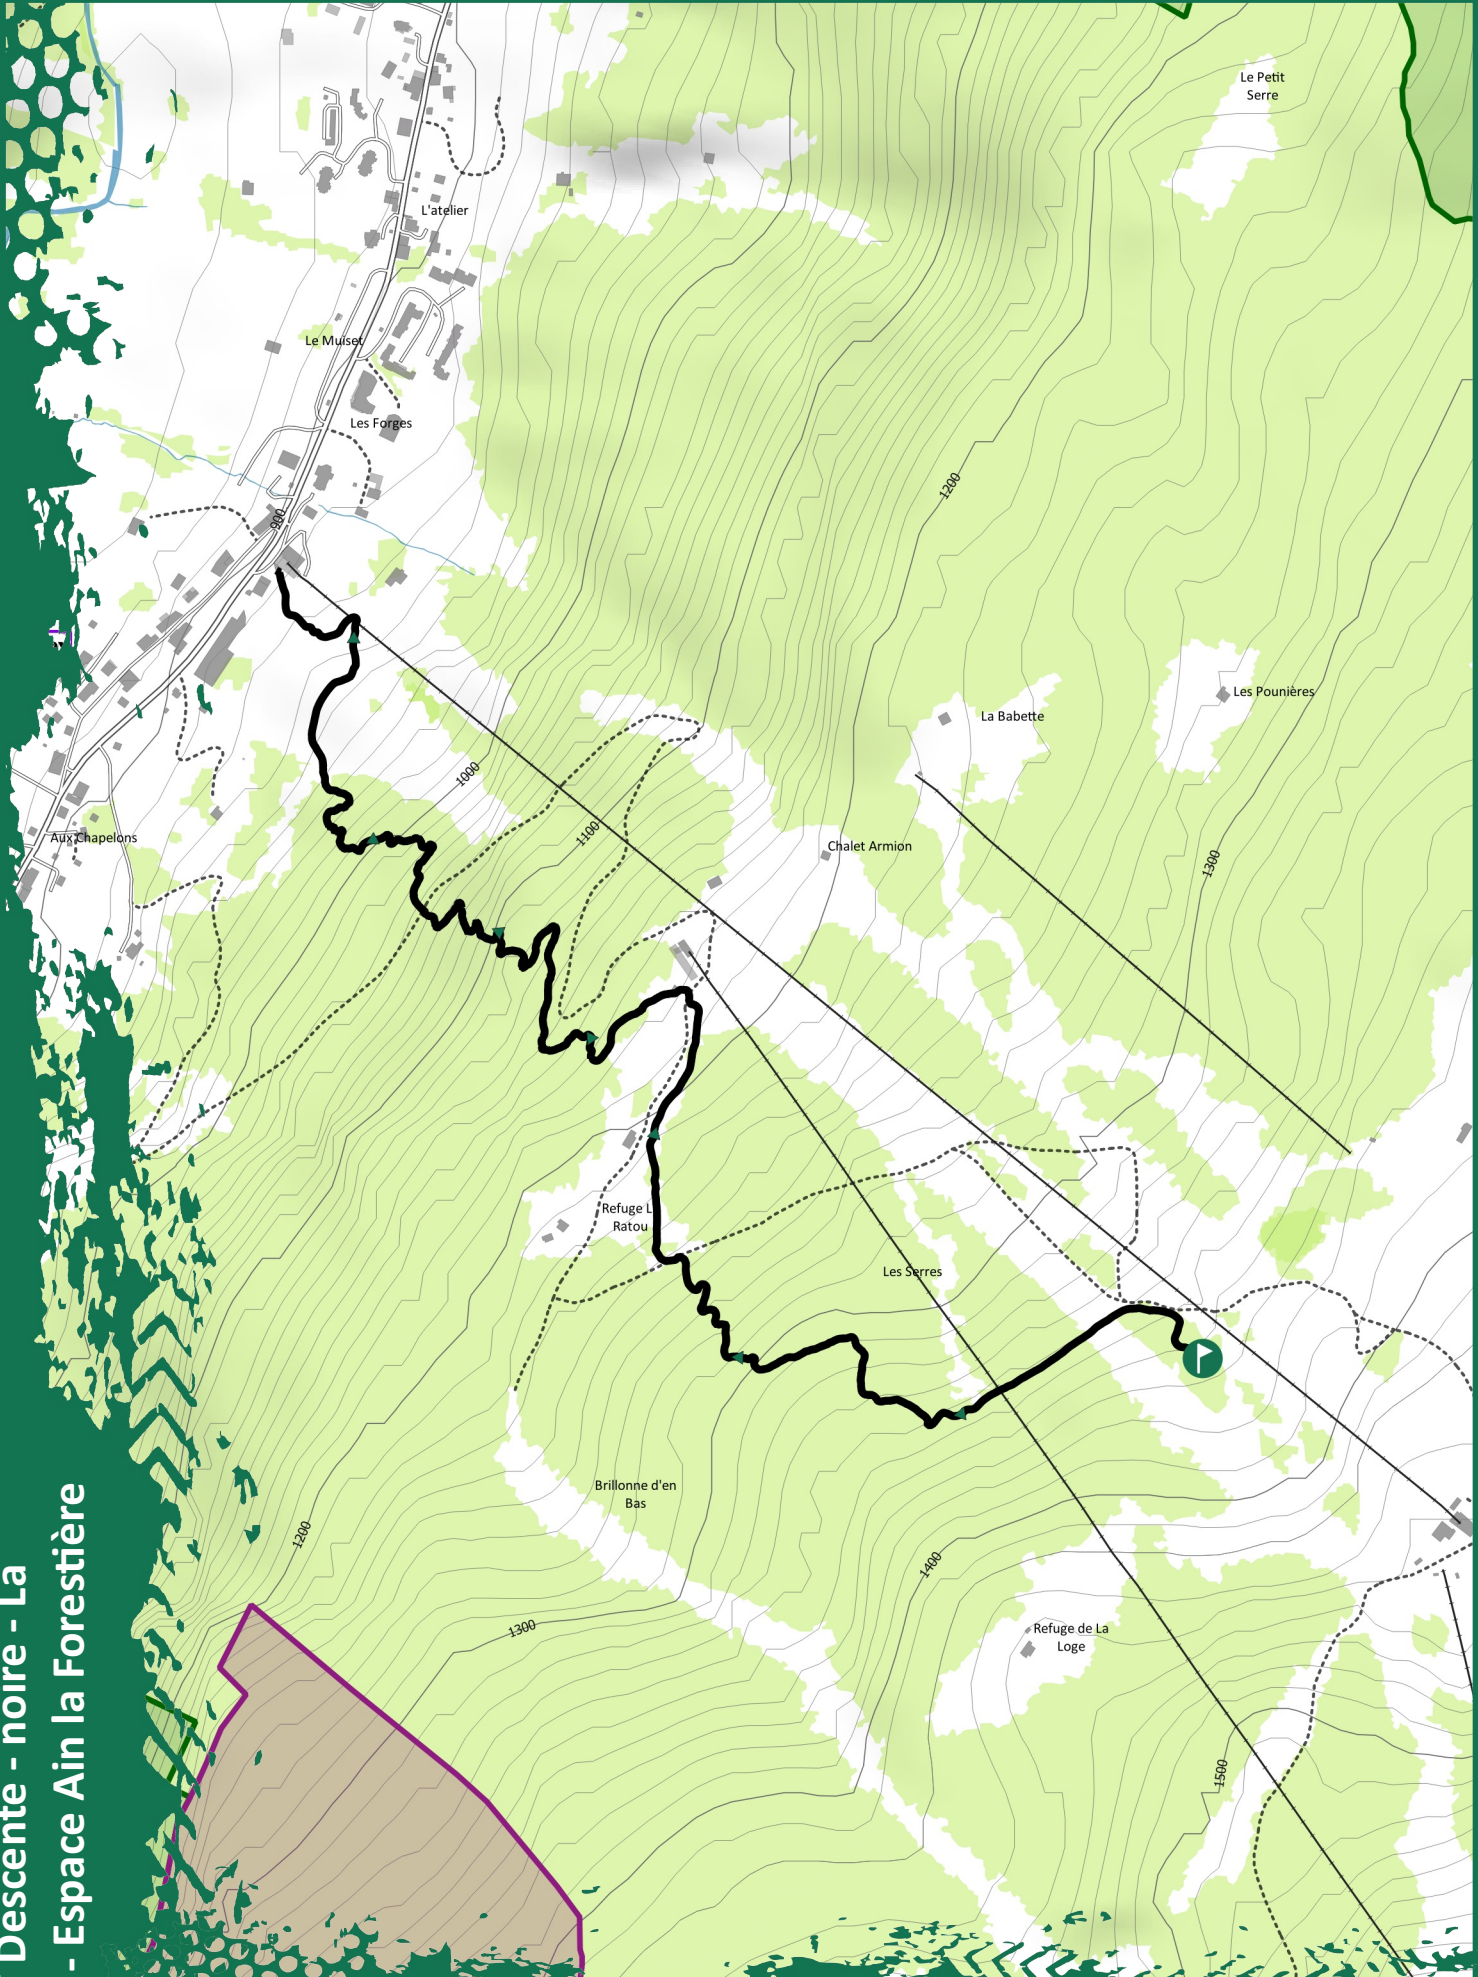 Descente - noire - La
- Espace Ain la Forestière
Le Petit
Serre
L'atelier
Le Muiset
Les Forges
1200
900
Les Pounières
La Babette
1000
1100
Aux Chapelons
Chalet Armion
1300
Refuge L
Ratou
Les Serres
Brillonne d'en
Bas
1200
1400
1300
Refuge de La
Loge
1500